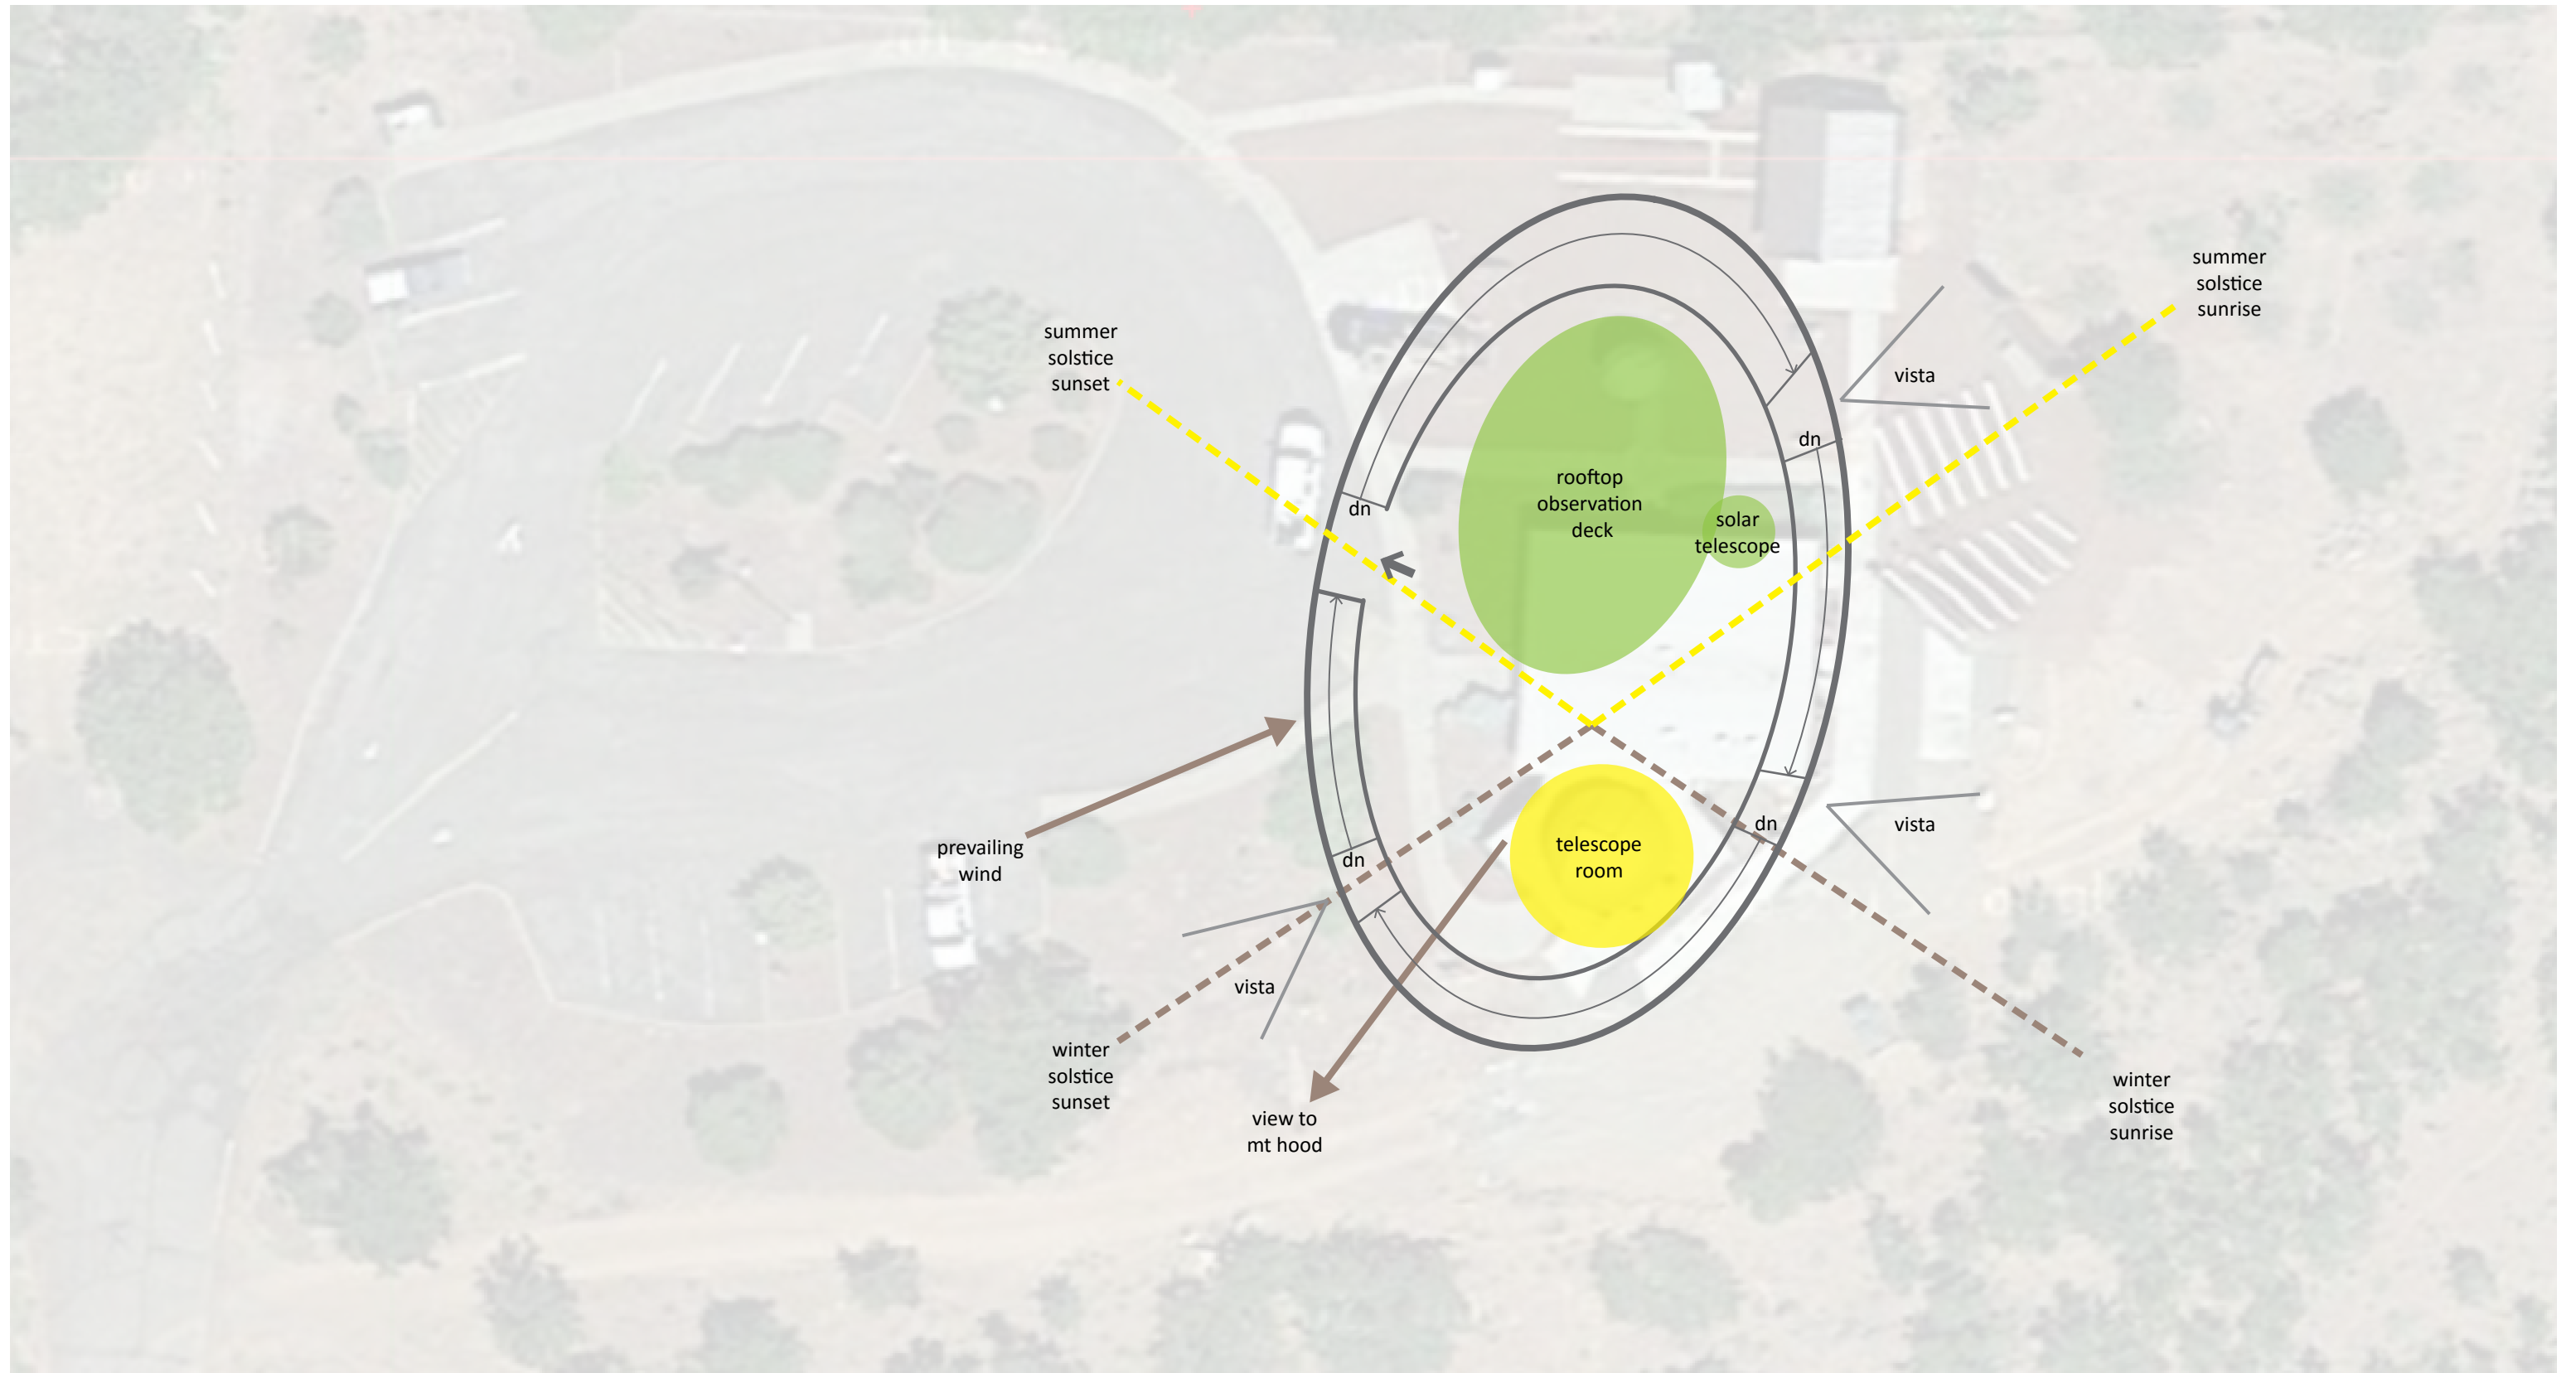 summer
solstice
sunrise
summer
solstice
sunset
vista
dn
rooftop
observation
deck
dn
solar
telescope
prevailing
wind
telescope
room
dn
vista
dn
vista
winter
solstice
sunset
winter
solstice
sunrise
view to
mt hood